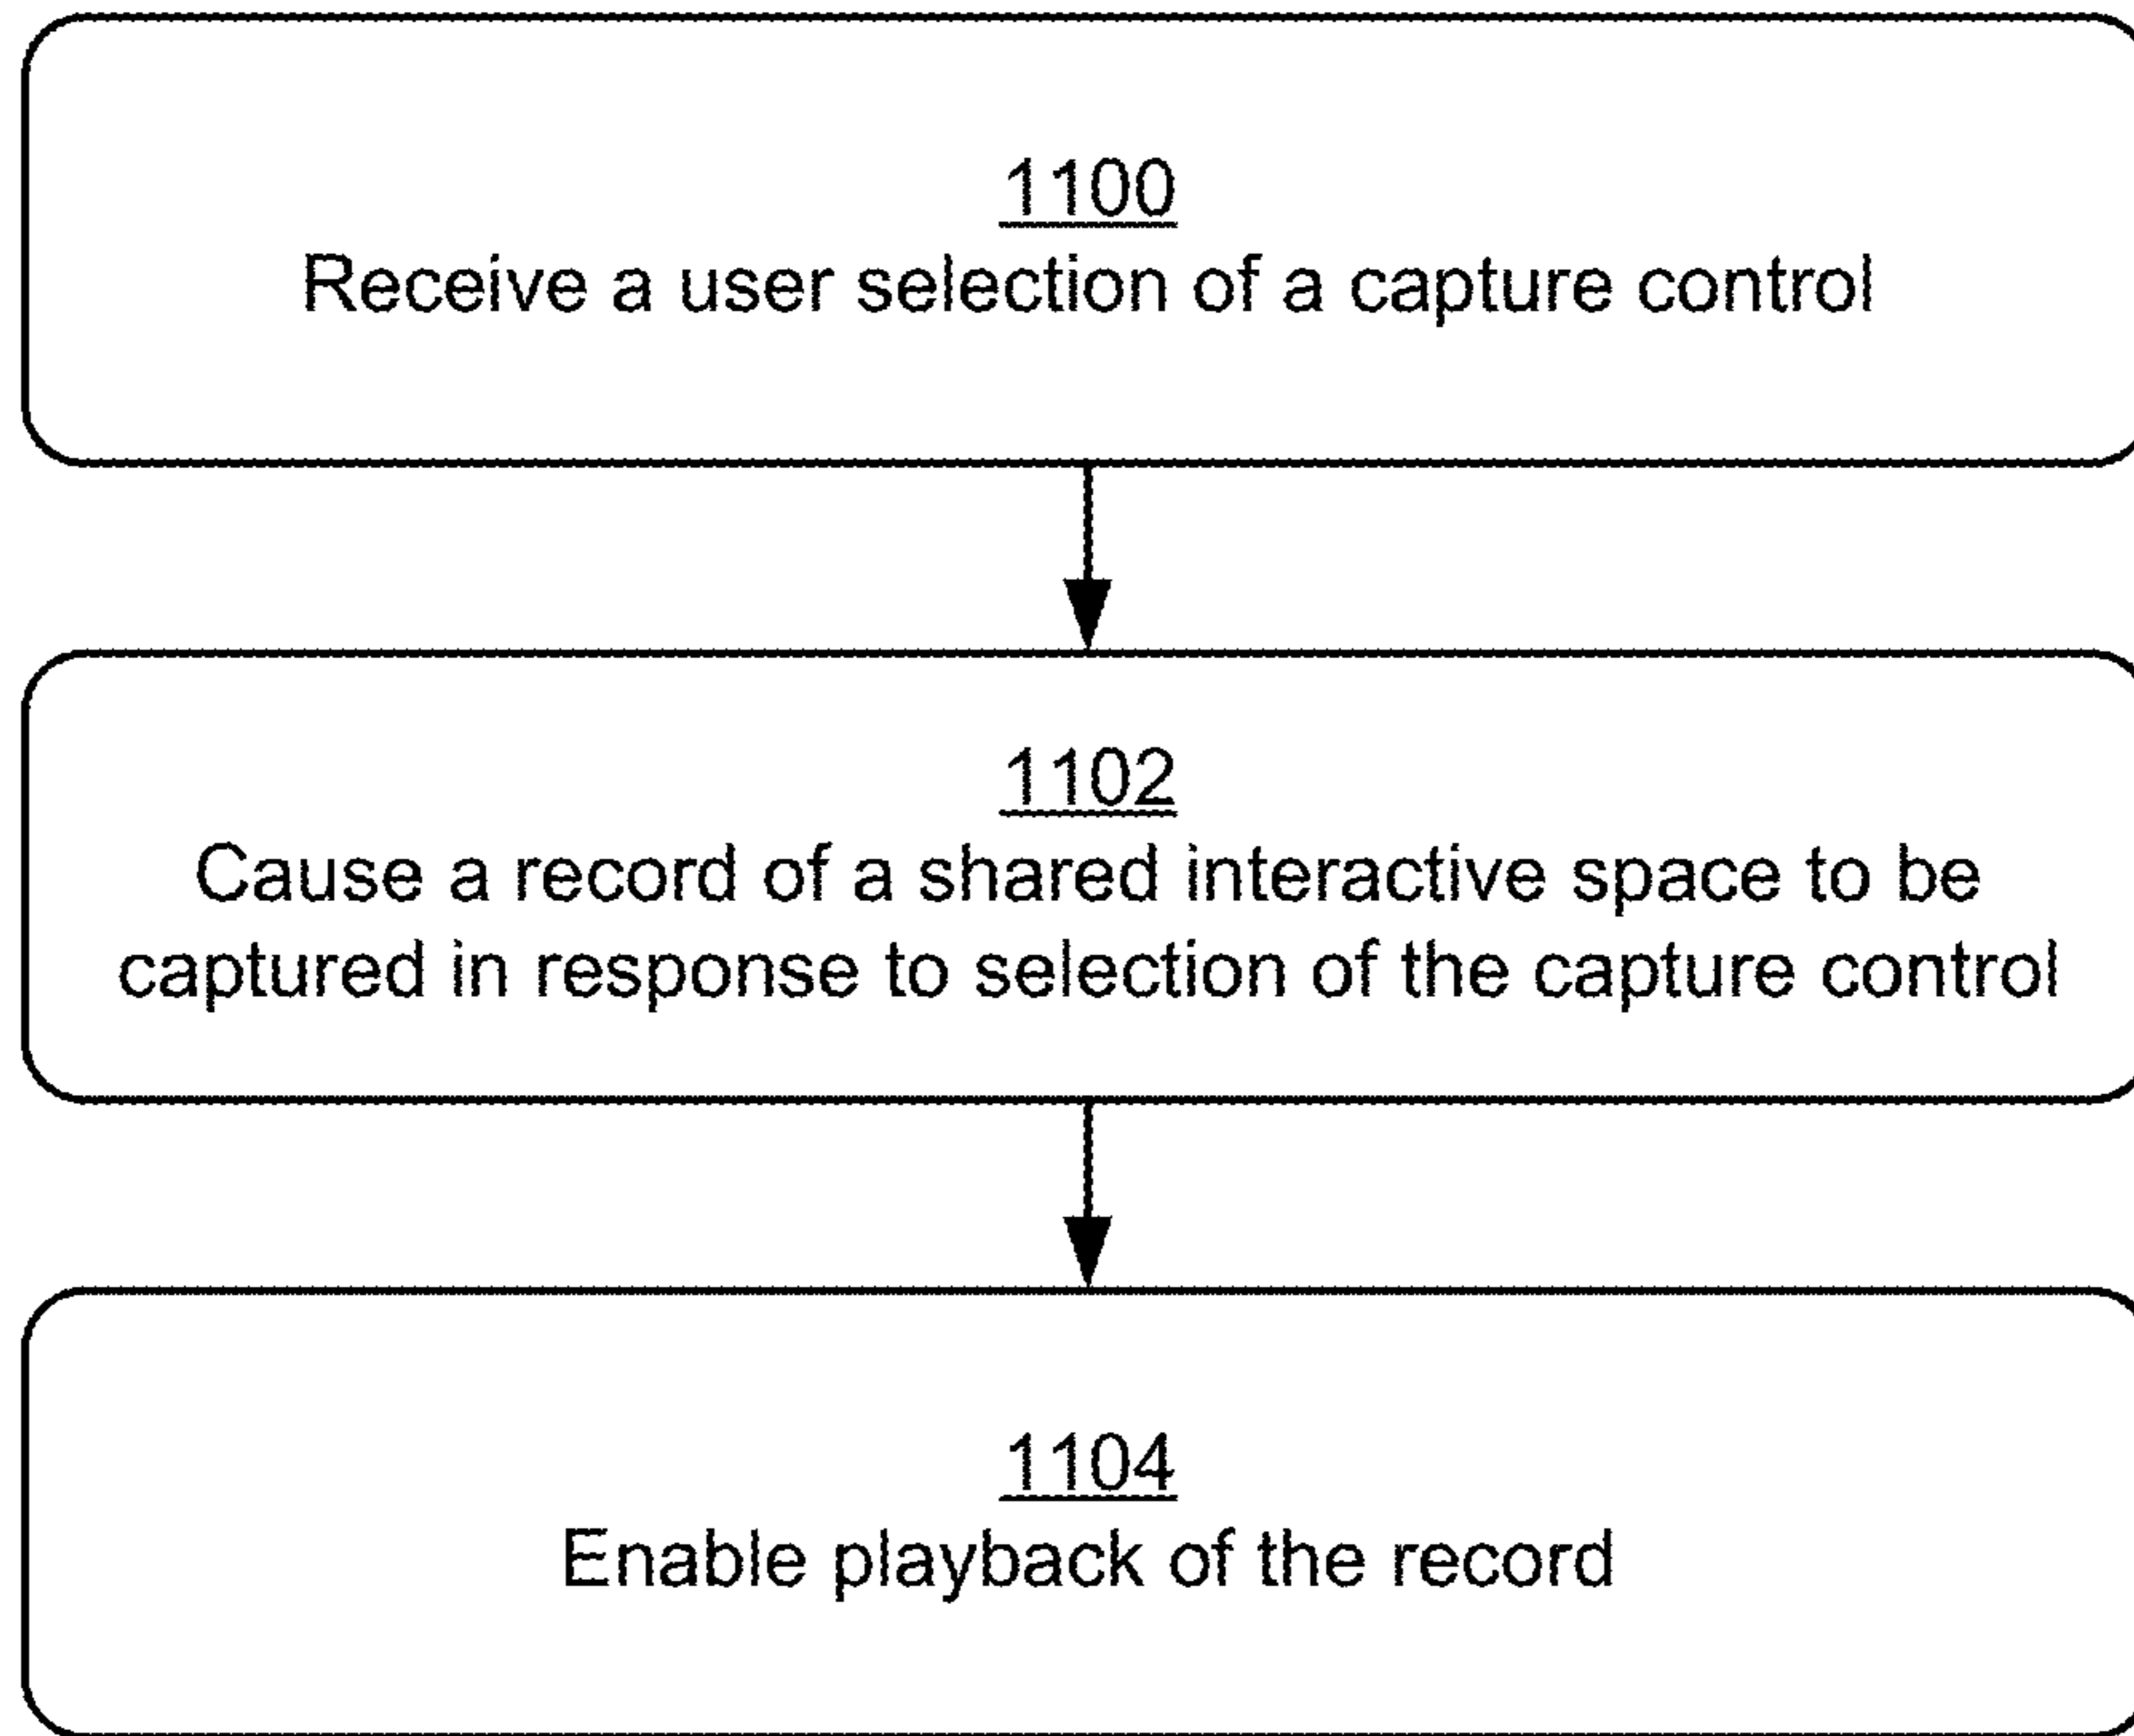 1100
Receive a user selection of a capture control
1102
Cause a record of a shared interactive space to be
captured in response to selection of the capture control
1104
Enable playback of the record